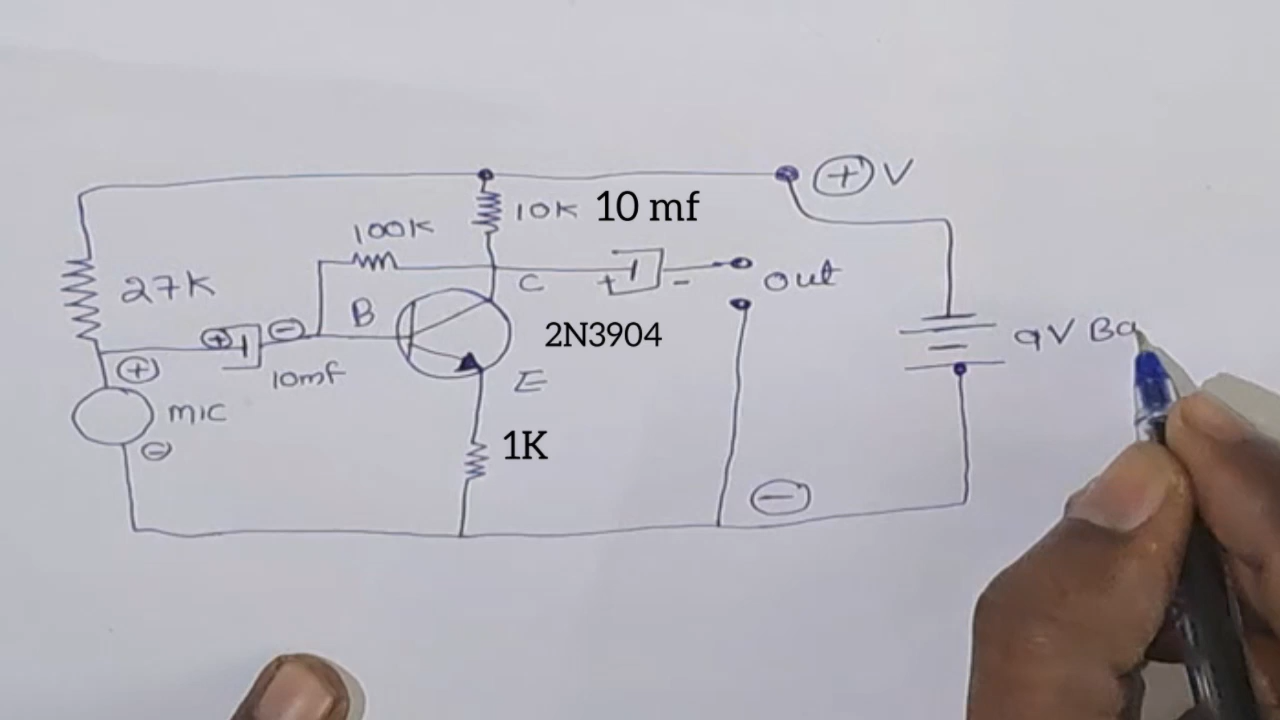 + V
10K 10 mf
100K
27K
C
+ -
out
B
+ -
2N3904
9V Ba
+
10mf
E
mic
-
1K
-